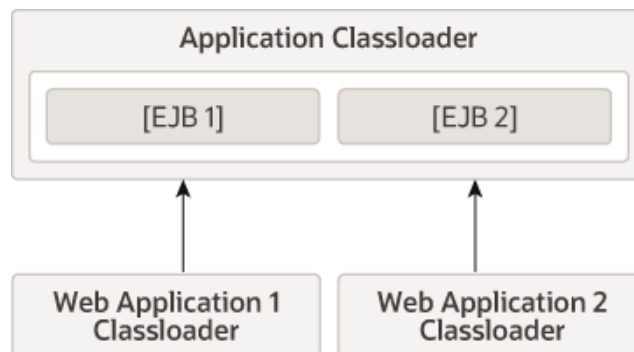 Application Classloader
[EJB 1]
[EJB 2]
Web Application 1
Classloader
Web Application 2
Classloader